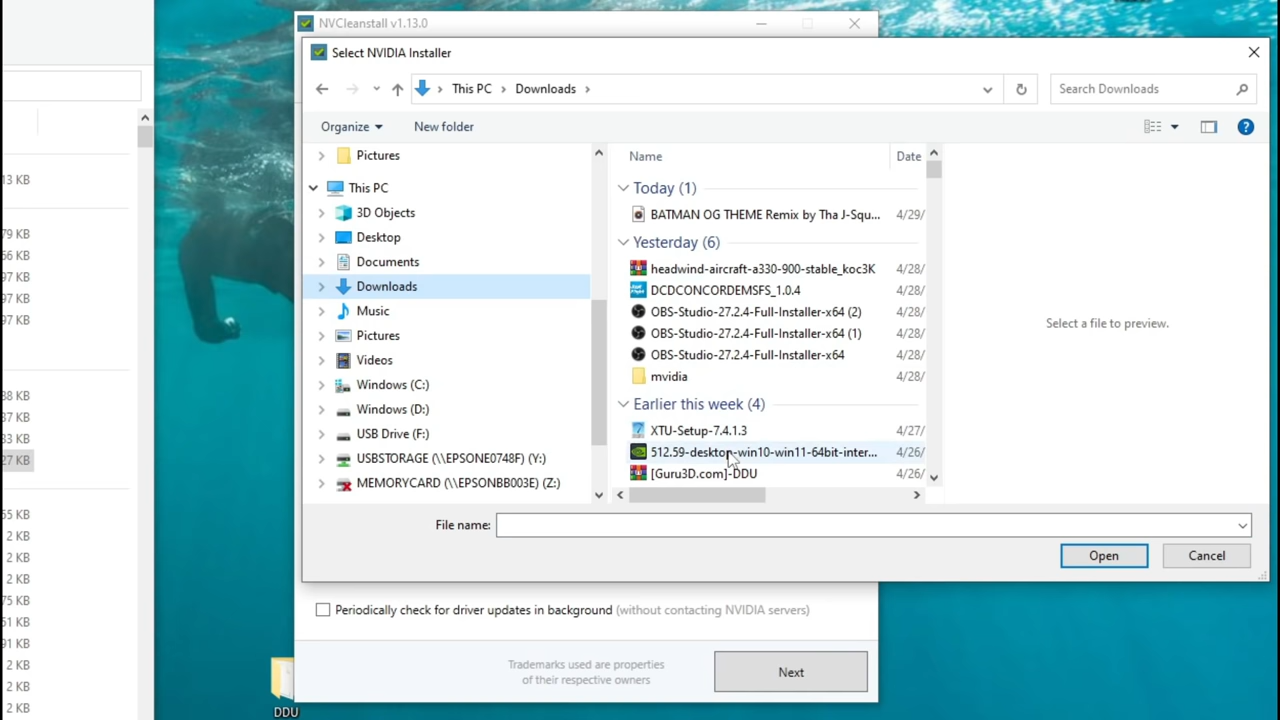 NVCleanstall v1.13.0
Select NVIDIA Installer
This PC
Downloads
Search Downloads
Organize
New folder
Pictures
This PC
3D Objects
Desktop
Documents
Downloads
Music
Pictures
Videos
Windows (C:)
Windows (D:)
USB Drive (F:)
USBSTORAGE (\\EPSONE0748F) (Y:)
MEMORYCARD (\\EPSONBB003E) (Z:)
Name
Date
Today (1)
BATMAN OG THEME Remix by Tha J-Squ... 4/29/
Yesterday (6)
headwind-aircraft-a330-900-stable_koc3K 4/28/
DCDCONCORDEMSFS_1.0.4 4/28/
OBS-Studio-27.2.4-Full-Installer-x64 (2) 4/28/
OBS-Studio-27.2.4-Full-Installer-x64 (1) 4/28/
OBS-Studio-27.2.4-Full-Installer-x64 4/28/
mvidia 4/28/
Earlier this week (4)
XTU-Setup-7.4.1.3 4/27/
512.59-desktop-win10-win11-64bit-inter... 4/26/
[Guru3D.com]-DDU 4/26/
Select a file to preview.
File name:
Open
Cancel
Periodically check for driver updates in background (without contacting NVIDIA servers)
Trademarks used are properties
of their respective owners
Next
DDU
13 KB
79 KB
66 KB
97 KB
97 KB
38 KB
37 KB
33 KB
27 KB
55 KB
2 KB
2 KB
2 KB
75 KB
51 KB
91 KB
2 KB
2 KB
2 KB